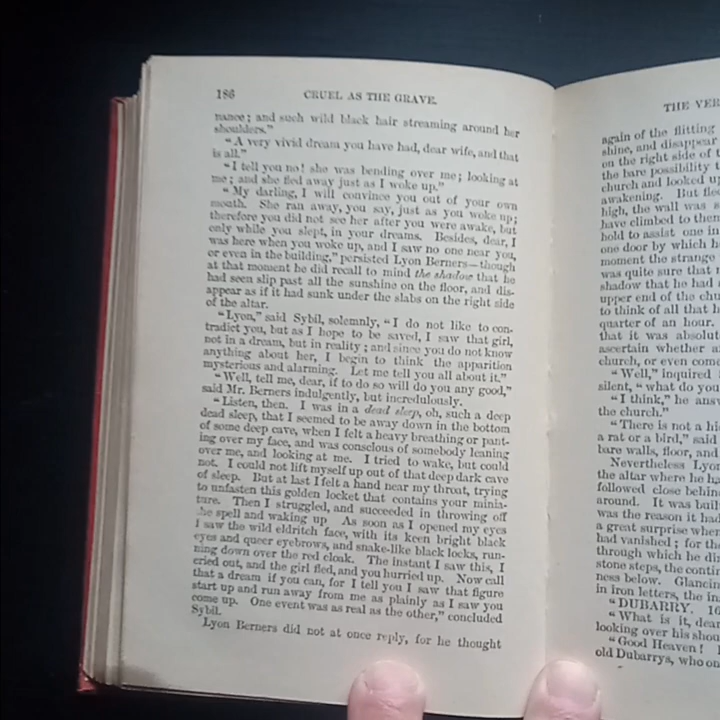 186 CRUEL AS THE GRAVE.
nance; and such wild black hair streaming around her
shoulders."
"A very vivid dream you have had, dear wife, and that
is all."
"I tell you no! she was bending over me; looking at
me; and she fled away just as I woke up."
"My darling, I will convince you out of your own
mouth. She ran away, you say, just as you woke up;
therefore you did not see her after you were awake, but
only while you slept, in your dreams. Besides, dear, I
was here when you woke up, and I saw no one near you,
or even in the building," persisted Lyon Berners—though
at that moment he did recall to mind the shadow that he
had seen slip past all the sunshine on the floor, and dis-
appear as if it had sunk under the slabs on the right side
of the altar.
"Lyon," said Sybil, solemnly, "I do not like to con-
tradict you, but as I hope to be saved, I saw that girl,
not in a dream, but in reality; and since you do not know
anything about her, I begin to think the apparition
mysterious and alarming. Let me tell you all about it."
"Well, tell me, dear, if to do so will do you any good,"
said Mr. Berners indulgently, but incredulously.
"Listen, then. I was in a dead sleep, oh, such a deep
dead sleep, that I seemed to be away down in the bottom
of some deep cave, when I felt a heavy breathing or pant-
ing over my face, and was conscious of somebody leaning
over me, and looking at me. I tried to wake, but could
not. I could not lift myself up out of that deep dark cave
of sleep. But at last I felt a hand near my throat, trying
to unfasten this golden locket that contains your minia-
ture. Then I struggled, and succeeded in throwing off
the spell and waking up As soon as I opened my eyes
I saw the wild eldritch face, with its keen bright black
eyes and queer eyebrows, and snake-like black locks, run-
ning down over the red cloak. The instant I saw this, I
cried out, and the girl fled, and you hurried up. Now call
that a dream if you can, for I tell you I saw that figure
start up and run away from me as plainly as I saw you
come up. One event was as real as the other," concluded
Sybil.
Lyon Berners did not at once reply, for he thought
THE VER
again of the flitting
shine, and disappear
on the right side of t
the bare possibility t
church and looked up
awakening. But fled
high, the wall was s
have climbed to them
hold to assist one in
one door by which h
moment the strange
was quite sure that n
shadow that he had s
upper end of the chu
to think of all that h
quarter of an hour.
that it was absolut
ascertain whether a
church, or even come
"Well," inquired
silent, "what do you
"I think," he answ
the church."
"There is not a hi
a rat or a bird," said
bare walls, floor, and
Nevertheless Lyon
the altar where he ha
followed close behin
around. It was buil
was the reason it had
a great surprise when
had vanished; for the
through which he di
stone steps, the contin
ness below. Glancin
in iron letters, the in
"DUBARRY. 16
"What is it, dear
looking over his shou
"Good Heaven!
old Dubarrys, who on